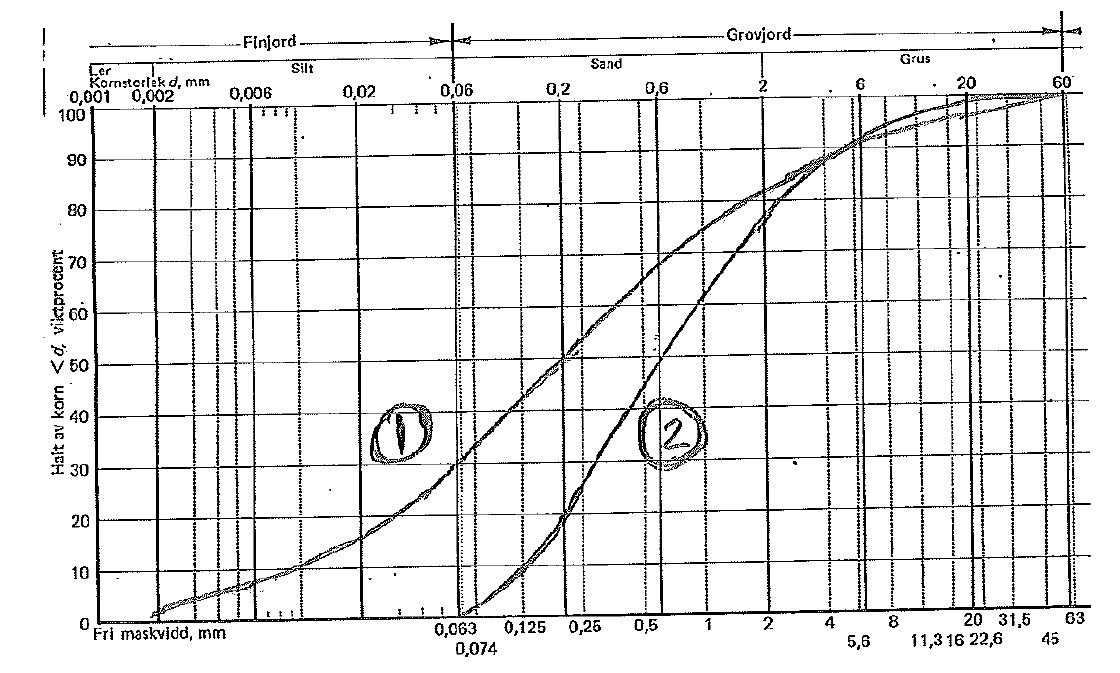 Finjord Grovjord
Ler Silt Sand Grus
Kornstorlek d, mm
0,001 0,002 0,006 0,02 0,06 0,2 0,6 2 6 20 60
100
90
80
70
60
50
40
30
20
10
0
Halt av korn < d, viktprocent
1
2
Fri maskvidd, mm
0,063 0,125 0,25 0,5 1 2 4 8 16 20 31,5 63
0,074 5,6 11,3 22,6 45